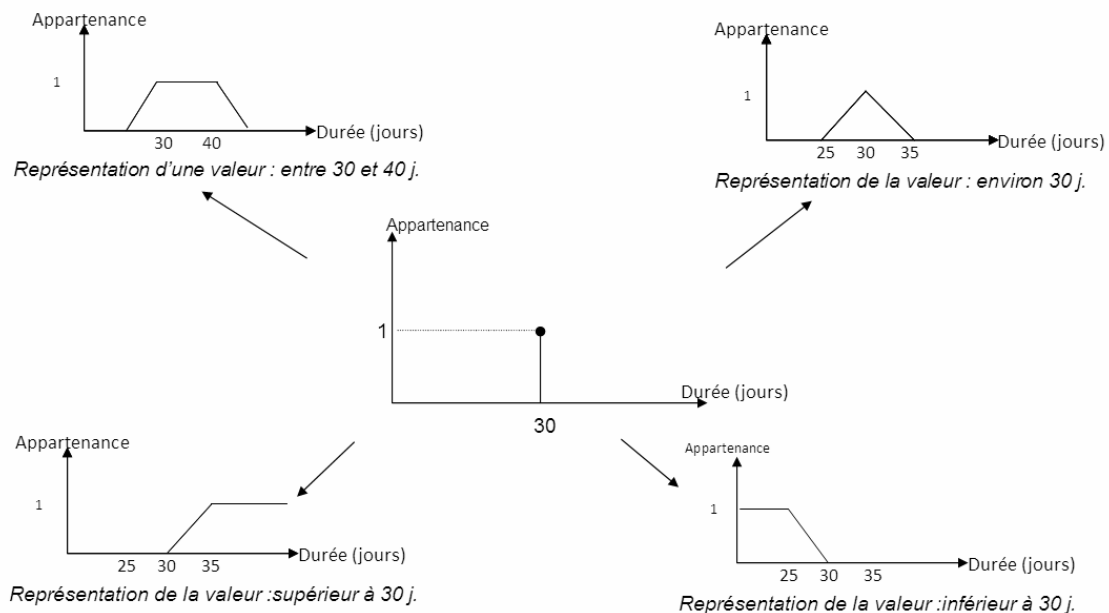 Appartenance
1
Durée (jours)
30 40
Représentation d'une valeur : entre 30 et 40 j.
Appartenance
1
Durée (jours)
25 30 35
Représentation de la valeur : environ 30 j.
Appartenance
1
Durée (jours)
30
Appartenance
1
Durée (jours)
25 30 35
Représentation de la valeur :supérieur à 30 j.
Appartenance
1
Durée (jours)
25 30 35
Représentation de la valeur :inférieur à 30 j.